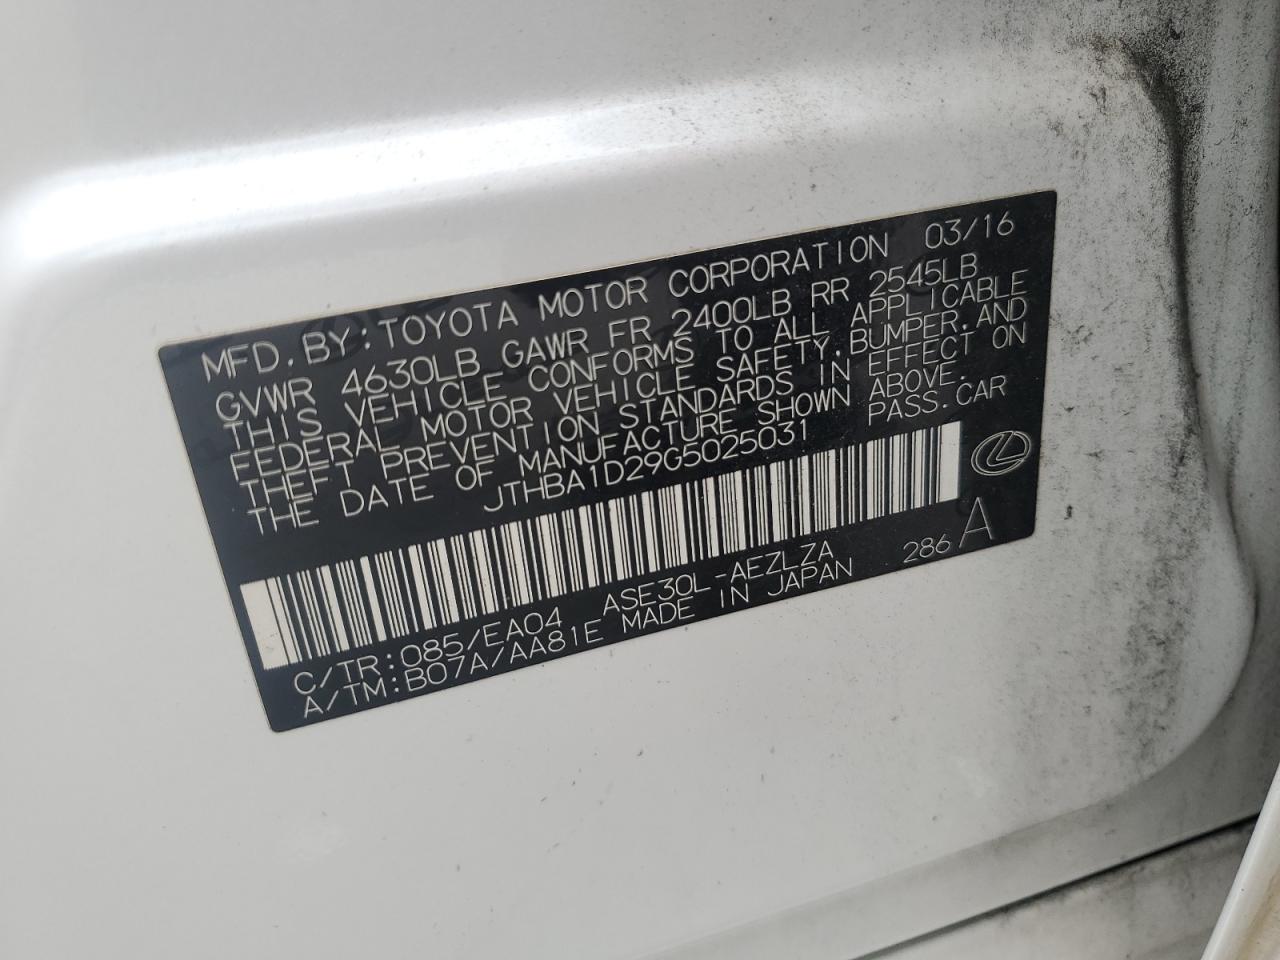 MFD.BY:TOYOTA MOTOR CORPORATION 03/16
GVWR 4630LB GAWR FR 2400LB RR 2545LB
THIS VEHICLE CONFORMS TO ALL APPLICABLE
FEDERAL MOTOR VEHICLE SAFETY,BUMPER,AND
THEFT PREVENTION STANDARDS IN EFFECT ON
THE DATE OF MANUFACTURE SHOWN ABOVE.
JTHBA1D29G5025031 PASS.CAR
C/TR:085/EA04 ASE30L-AEZLZA 286 A
A/TM:B07A/AA81E MADE IN JAPAN